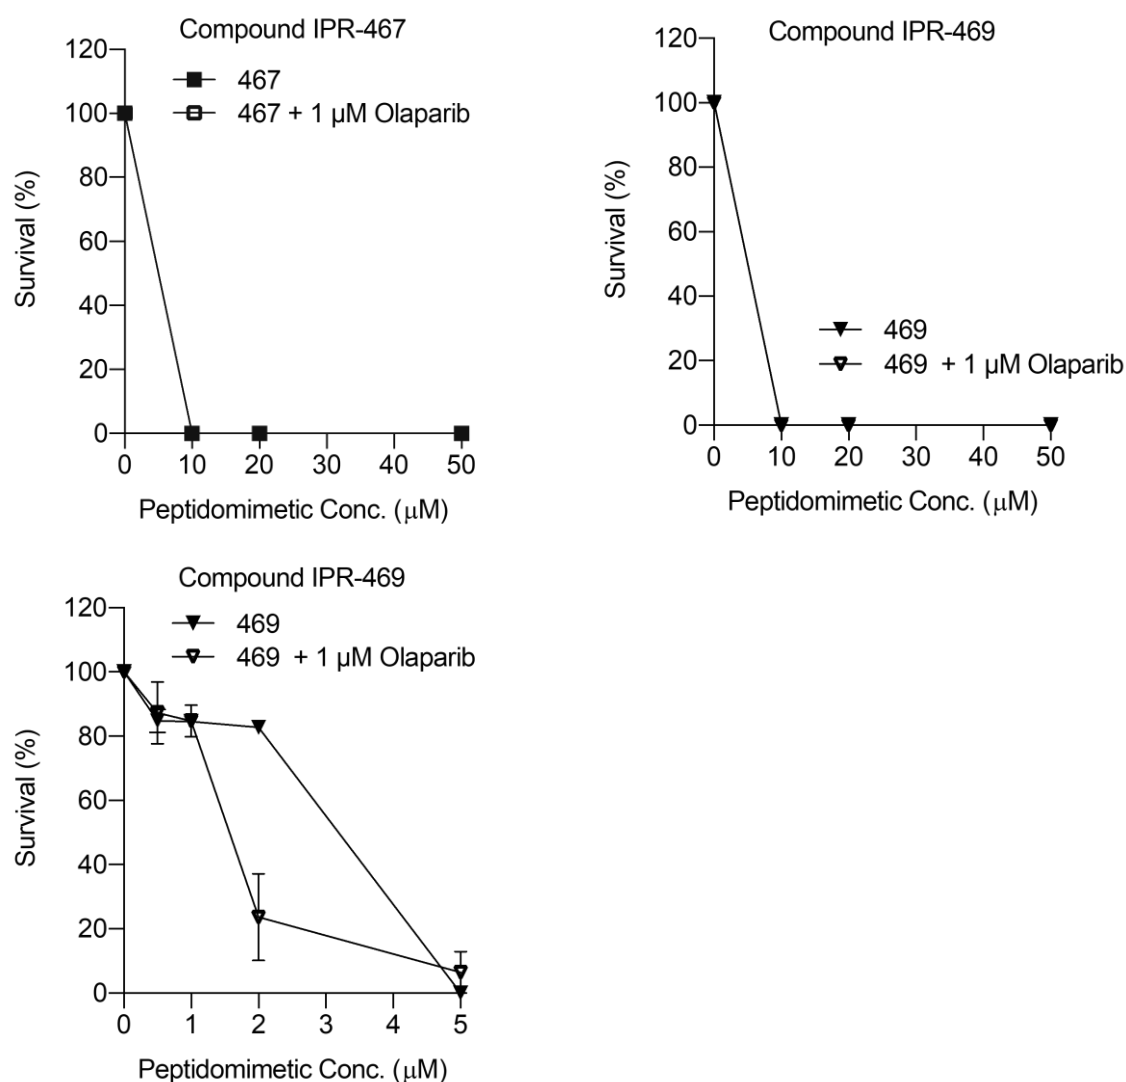 Compound IPR-467
120
100
80
60
40
20
0
467
467 + 1 µM Olaparib
Survival (%)
0 10 20 30 40 50
Peptidomimetic Conc. (µM)
Compound IPR-469
120
100
80
60
40
20
0
469
469 + 1 µM Olaparib
Survival (%)
0 10 20 30 40 50
Peptidomimetic Conc. (µM)
Compound IPR-469
120
100
80
60
40
20
0
469
469 + 1 µM Olaparib
Survival (%)
0 1 2 3 4 5
Peptidomimetic Conc. (µM)